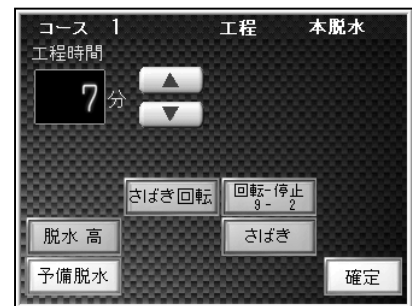 コース 1 工程 本脱水
工程時間
7 分
▲
▼
さばき回転 回転-停止
9- 2
脱水 高 さばき
予備脱水 確定